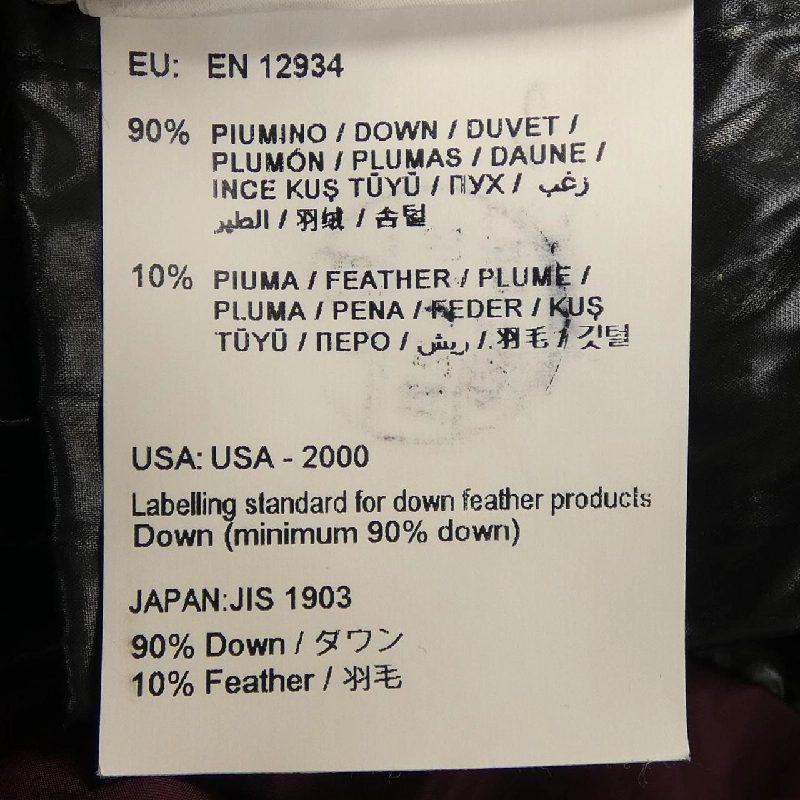 EU: EN 12934
90% PIUMINO / DOWN / DUVET /
PLUMÓN / PLUMAS / DAUNE /
INCE KUŞ TŪYŪ / ПУХ / زغب
الطير / 羽绒 / 솜털
10% PIUMA / FEATHER / PLUME /
PLUMA / PENA / FEDER / KUŞ
TŪYŪ / ПЕРО / ريش / 羽毛 / 깃털
USA: USA - 2000
Labelling standard for down feather products
Down (minimum 90% down)
JAPAN:JIS 1903
90% Down / ダウン
10% Feather / 羽毛